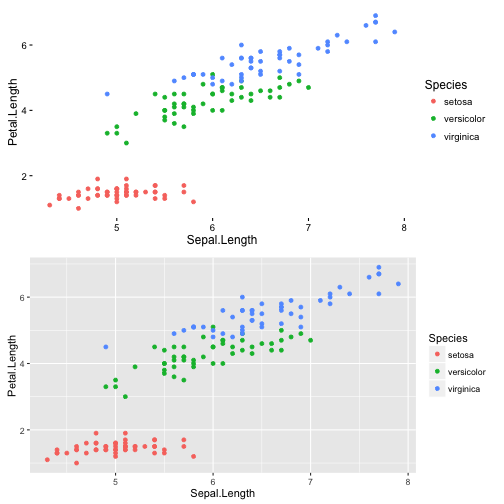 Petal.Length
6
4
2
5
6
7
8
Sepal.Length
Species
setosa
versicolor
virginica
Petal.Length
6
4
2
5
6
7
8
Sepal.Length
Species
setosa
versicolor
virginica